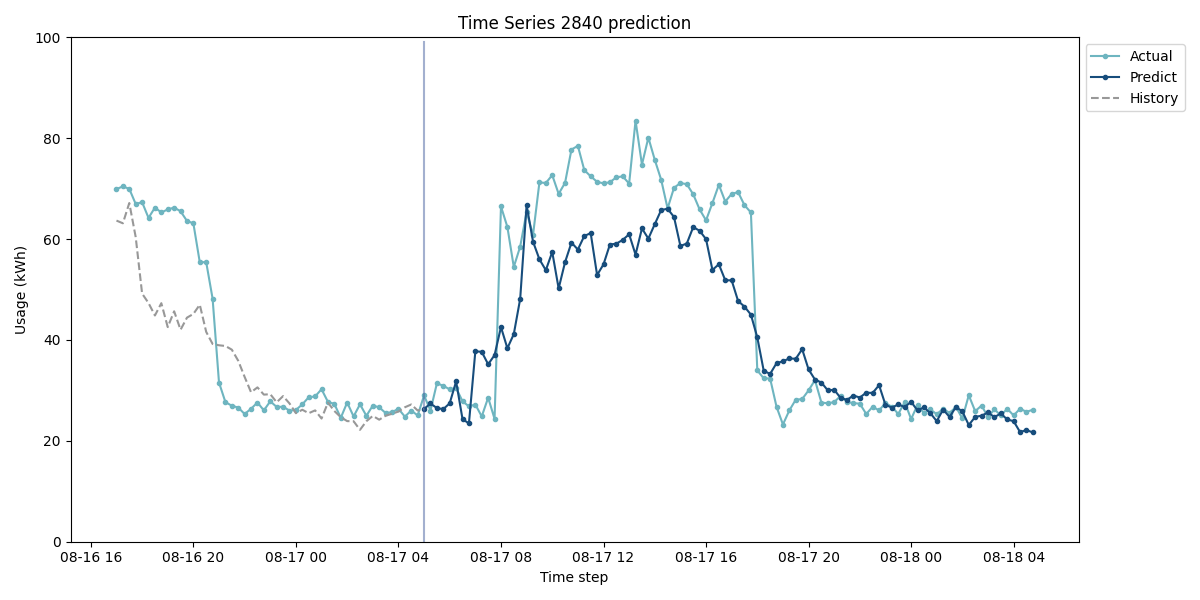 Time Series 2840 prediction
100
80
60
40
20
0
Usage (kWh)
08-16 16
08-16 20
08-17 00
08-17 04
08-17 08
08-17 12
08-17 16
08-17 20
08-18 00
08-18 04
Time step
Actual
Predict
History